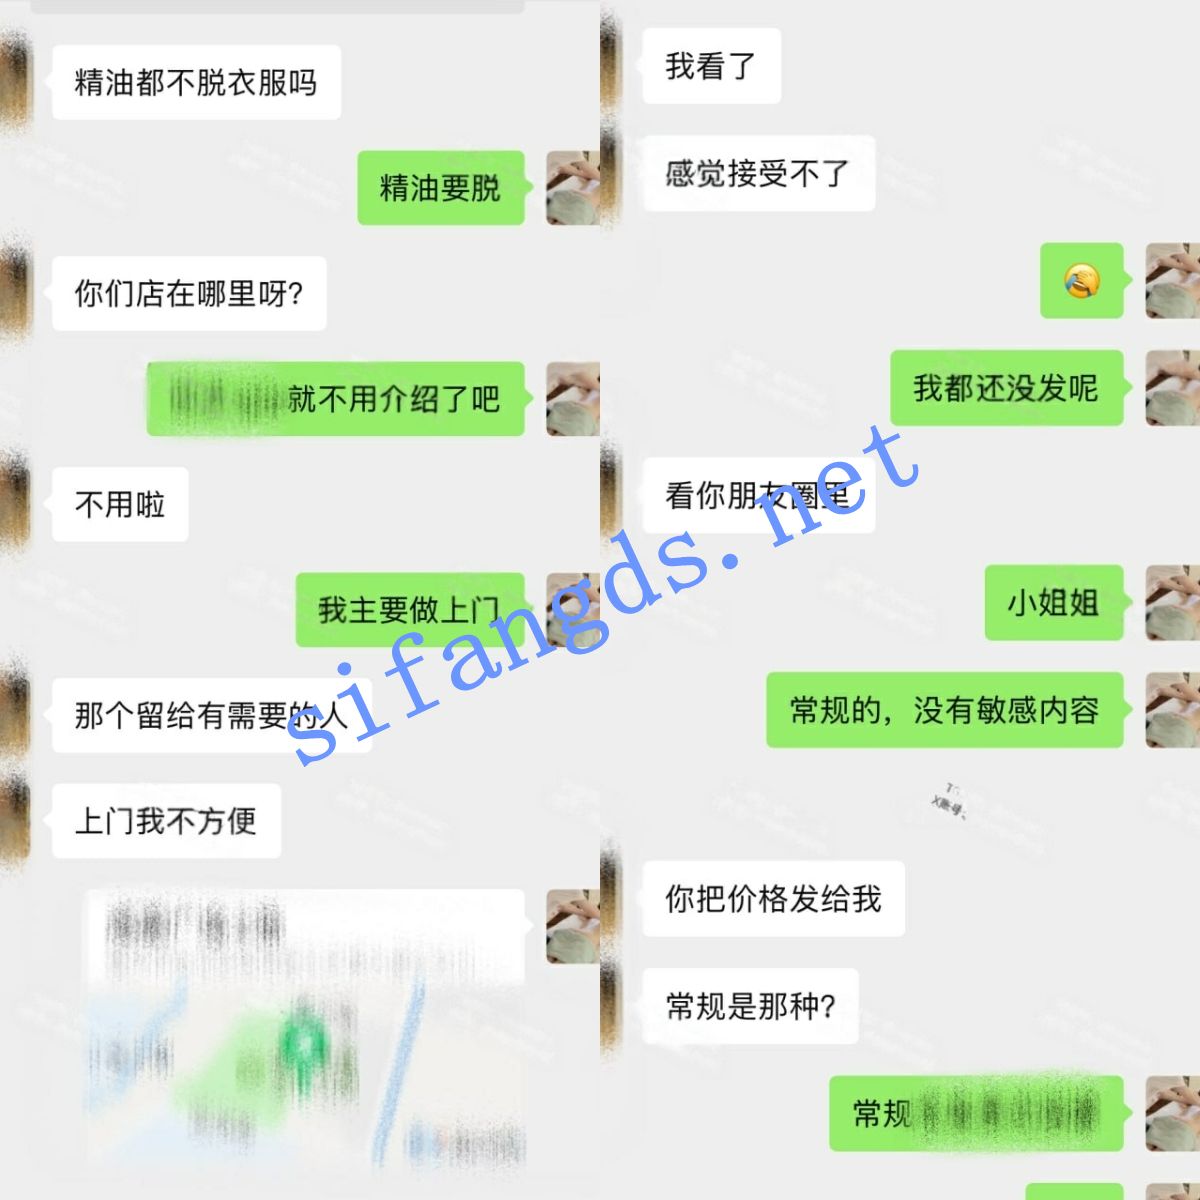 精油都不脱衣服吗
精油要脱
你们店在哪里呀?
就不用介绍了吧
不用啦
我主要做上门
那个留给有需要的人
上门我不方便
我看了
感觉接受不了
🤦😂
我都还没发呢
看你朋友圈里
小姐姐
常规的，没有敏感内容
X账号、
你把价格发给我
常规是那种?
常规
sifangds.net